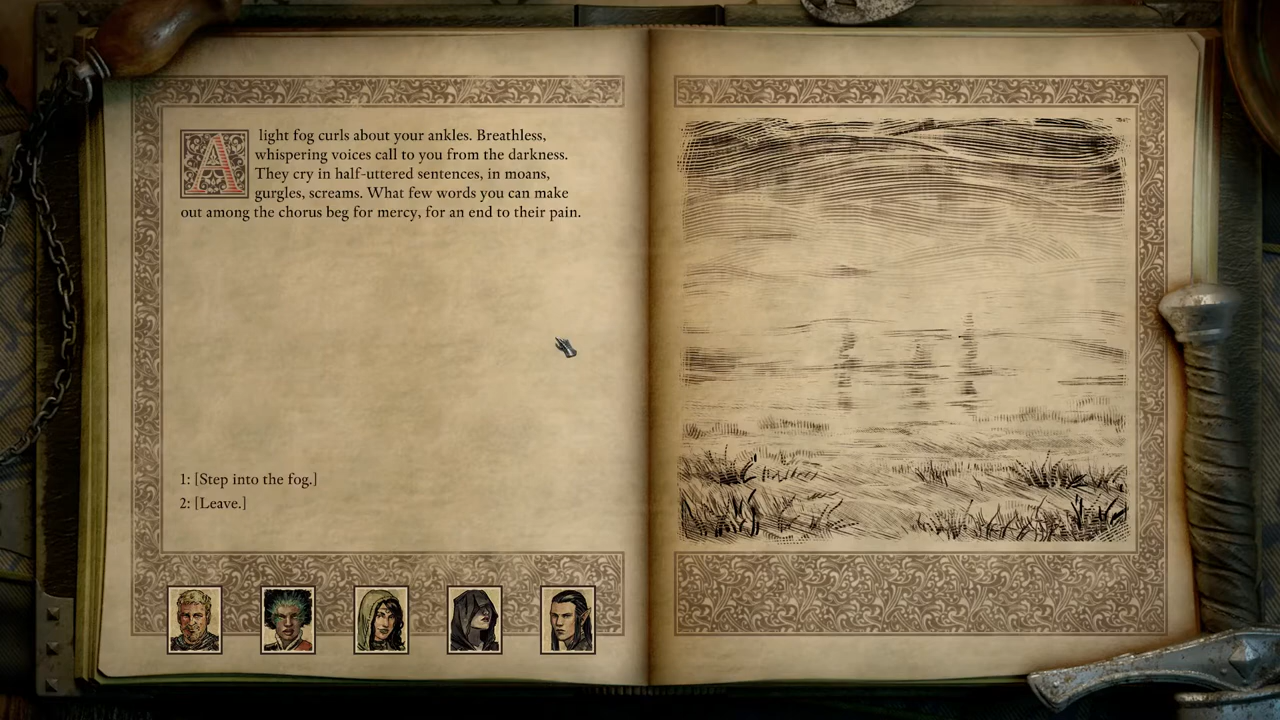 A light fog curls about your ankles. Breathless,
whispering voices call to you from the darkness.
They cry in half-uttered sentences, in moans,
gurgles, screams. What few words you can make
out among the chorus beg for mercy, for an end to their pain.
1: [Step into the fog.]
2: [Leave.]